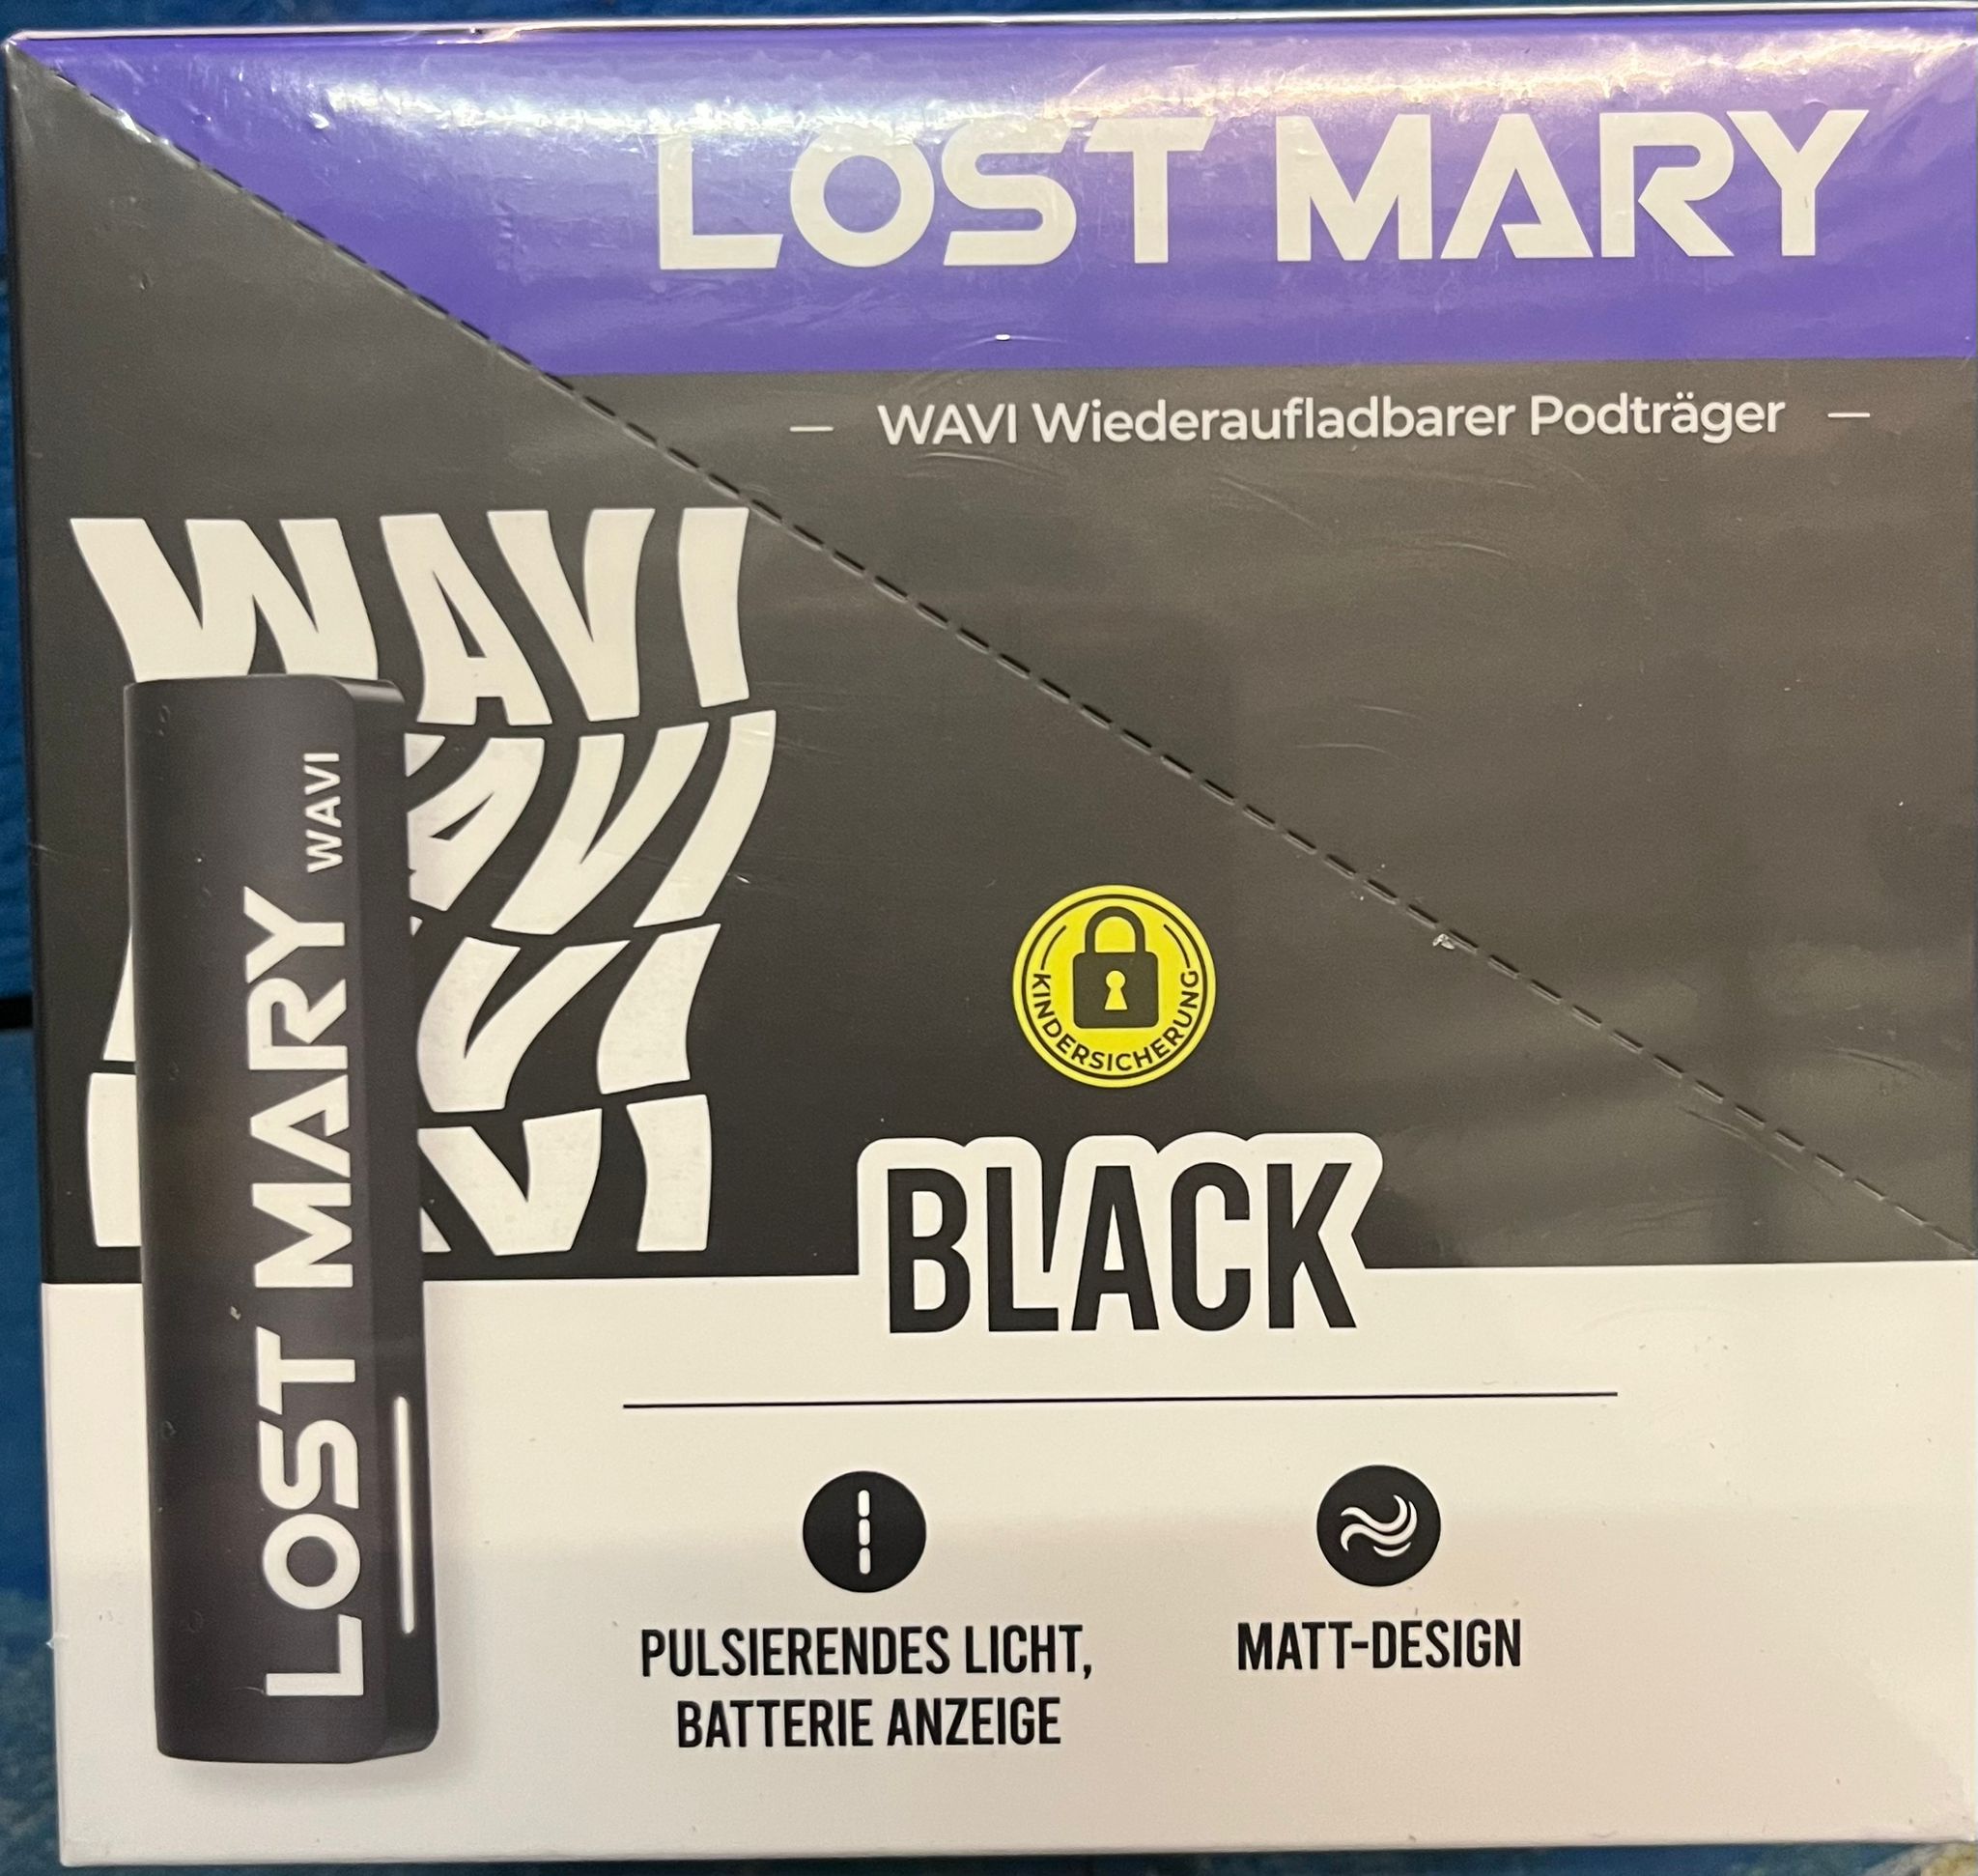 LOST MARY
— WAVI Wiederaufladbarer Podträger —
WAVI
LOST MARY WAVI
KINDERSICHERUNG
BLACK
PULSIERENDES LICHT,
BATTERIE ANZEIGE
MATT-DESIGN